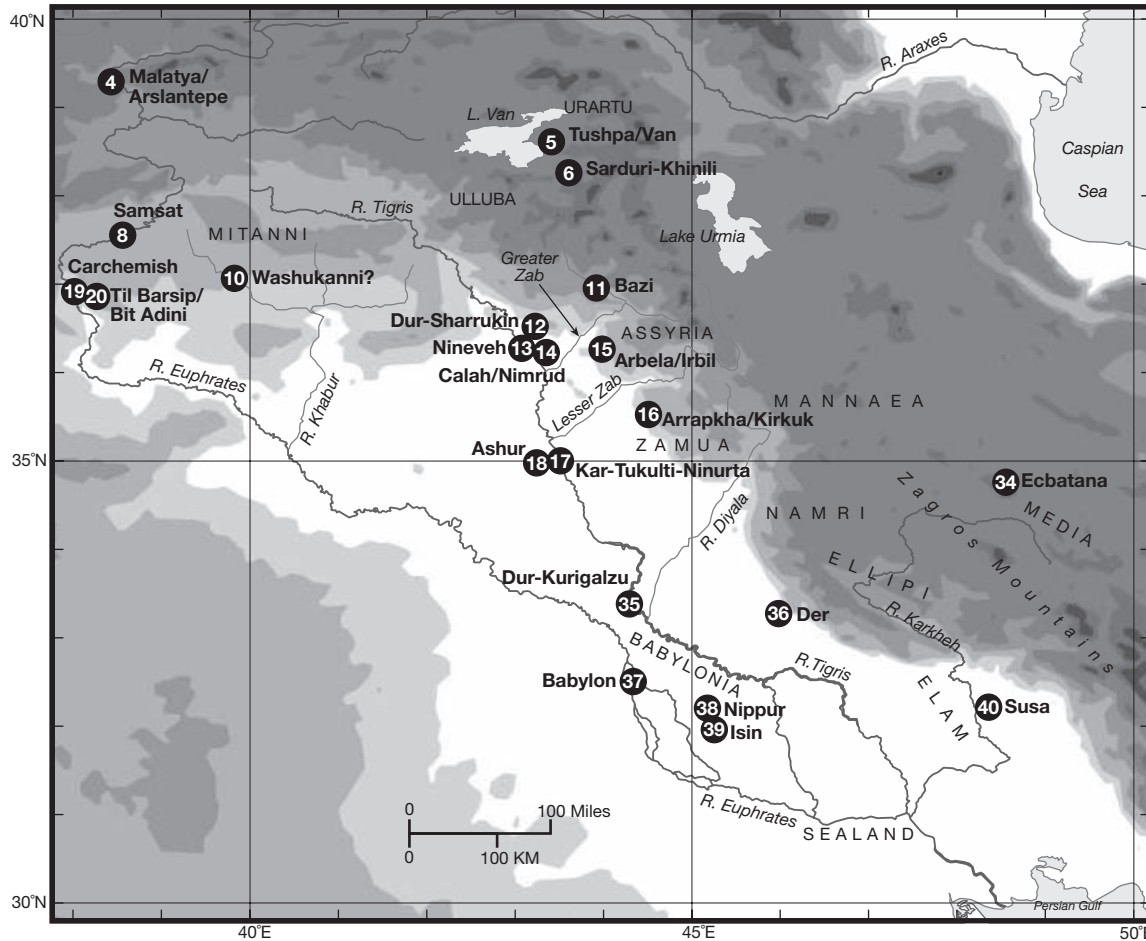 40°N
4
Malatya/
Arslantepe
L. Van
URARTU
5
Tushpa/Van
6
Sarduri-Khinili
R. Araxes
Caspian
Sea
ULLUBA
R. Tigris
Lake Urmia
Samsat
8
MITANNI
Carchemish
19
20
Til Barsip/
Bit Adini
10
Washukanni?
Greater
Zab
11
Bazi
Dur-Sharrukin
12
ASSYRIA
Nineveh
13
14
15
Arbela/Irbil
Calah/Nimrud
R. Euphrates
R. Khabur
Lesser Zab
16
Arrapkha/Kirkuk
MANNAEA
ZAMUA
35°N
Ashur
18
17
Kar-Tukulti-Ninurta
34
Ecbatana
R. Diyala
NAMRI
Zagros Mountains
MEDIA
ELLIPI
Dur-Kurigalzu
35
36
Der
R. Karkheh
BABYLONIA
R.Tigris
Babylon
37
38
Nippur
39
Isin
ELAM
40
Susa
0
100 Miles
0
100 KM
R. Euphrates
SEALAND
30°N
Persian Gulf
40°E
45°E
50°